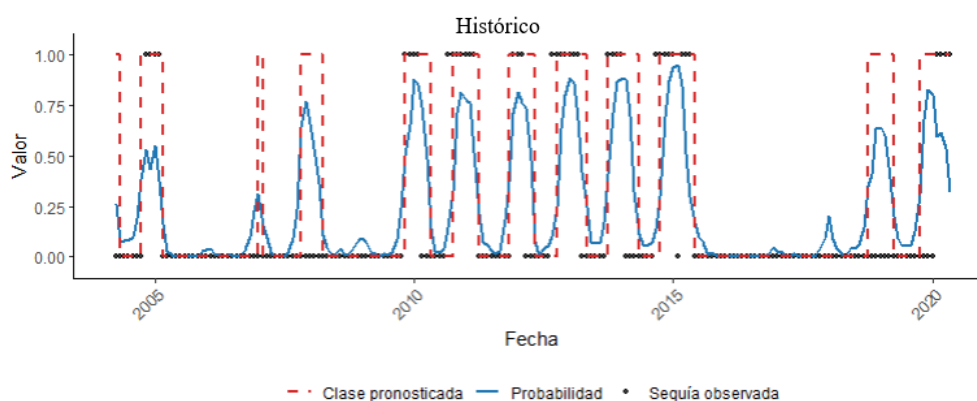 Histórico
1.00
0.75
0.50
0.25
0.00
Valor
2005
2010
2015
2020
Fecha
Clase pronosticada Probabilidad Sequía observada